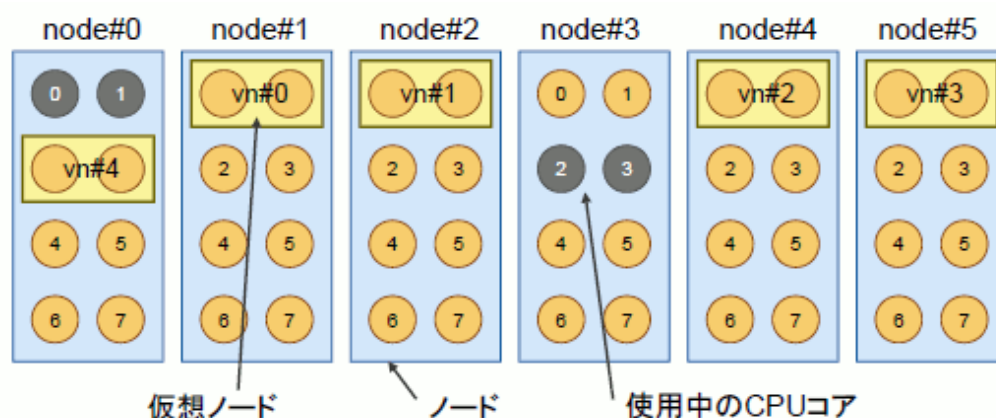 node#0 node#1 node#2 node#3 node#4 node#5
0 1 vn#0 vn#1 0 1 vn#2 vn#3
vn#4 2 3 2 3 2 3 2 3 2 3
4 5 4 5 4 5 4 5 4 5 4 5
6 7 6 7 6 7 6 7 6 7 6 7
仮想ノード ノード 使用中のCPUコア